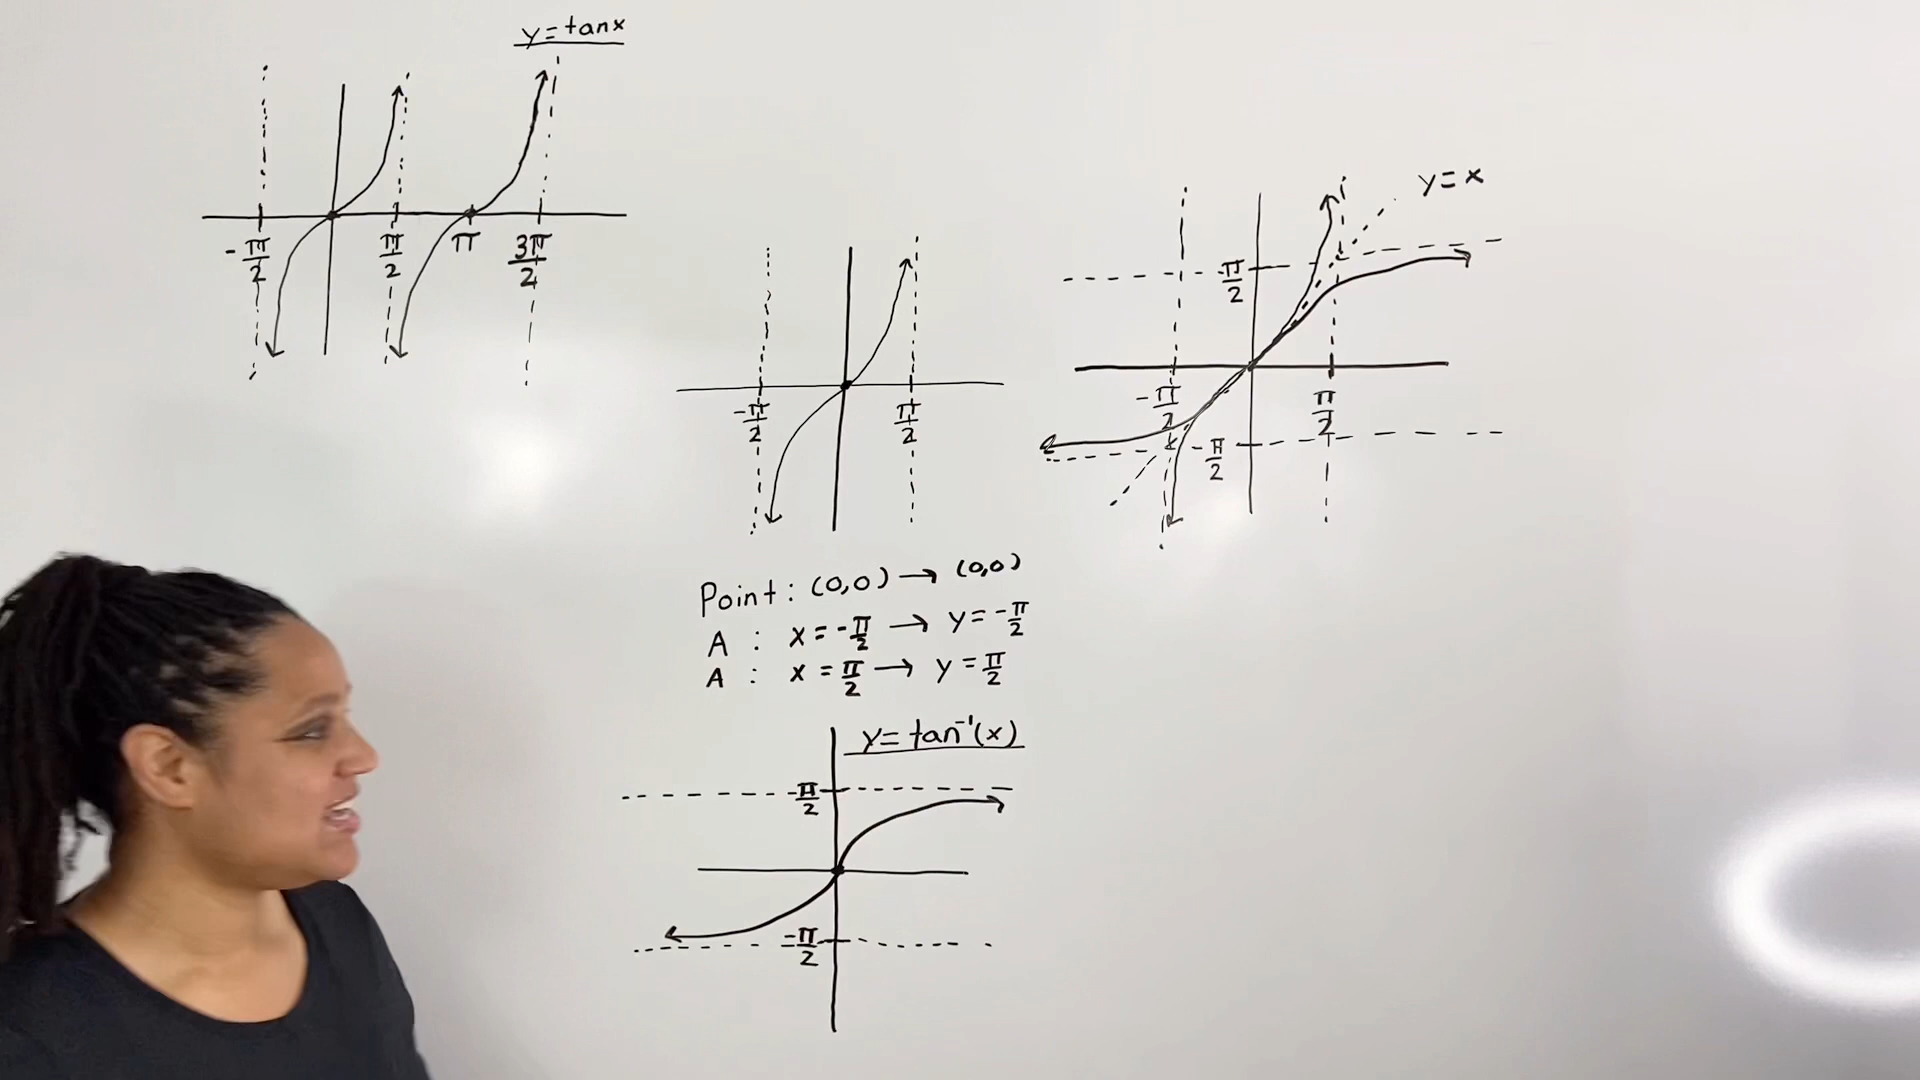 y=tanx
-π/2 π/2 π 3π/2
-π/2 π/2
y=x
π/2
-π/2 π/2
-π/2
Point: (0,0) → (0,0)
A : x=-π/2 → y=-π/2
A : x=π/2 → y=π/2
y=tan⁻¹(x)
π/2
-π/2